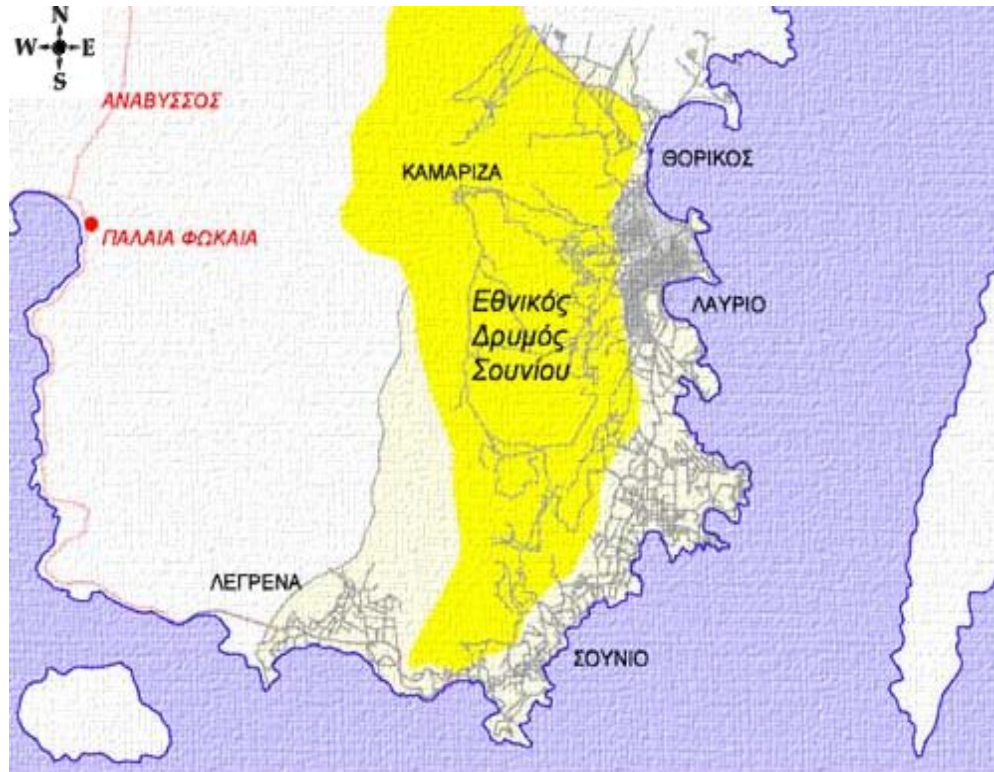 N
W E
S
ΑΝΑΒΥΣΣΟΣ
ΘΟΡΙΚΟΣ
ΚΑΜΑΡΙΖΑ
ΠΑΛΑΙΑ ΦΩΚΑΙΑ
Εθνικός
Δρυμός
Σουνίου
ΛΑΥΡΙΟ
ΛΕΓΡΕΝΑ
ΣΟΥΝΙΟ